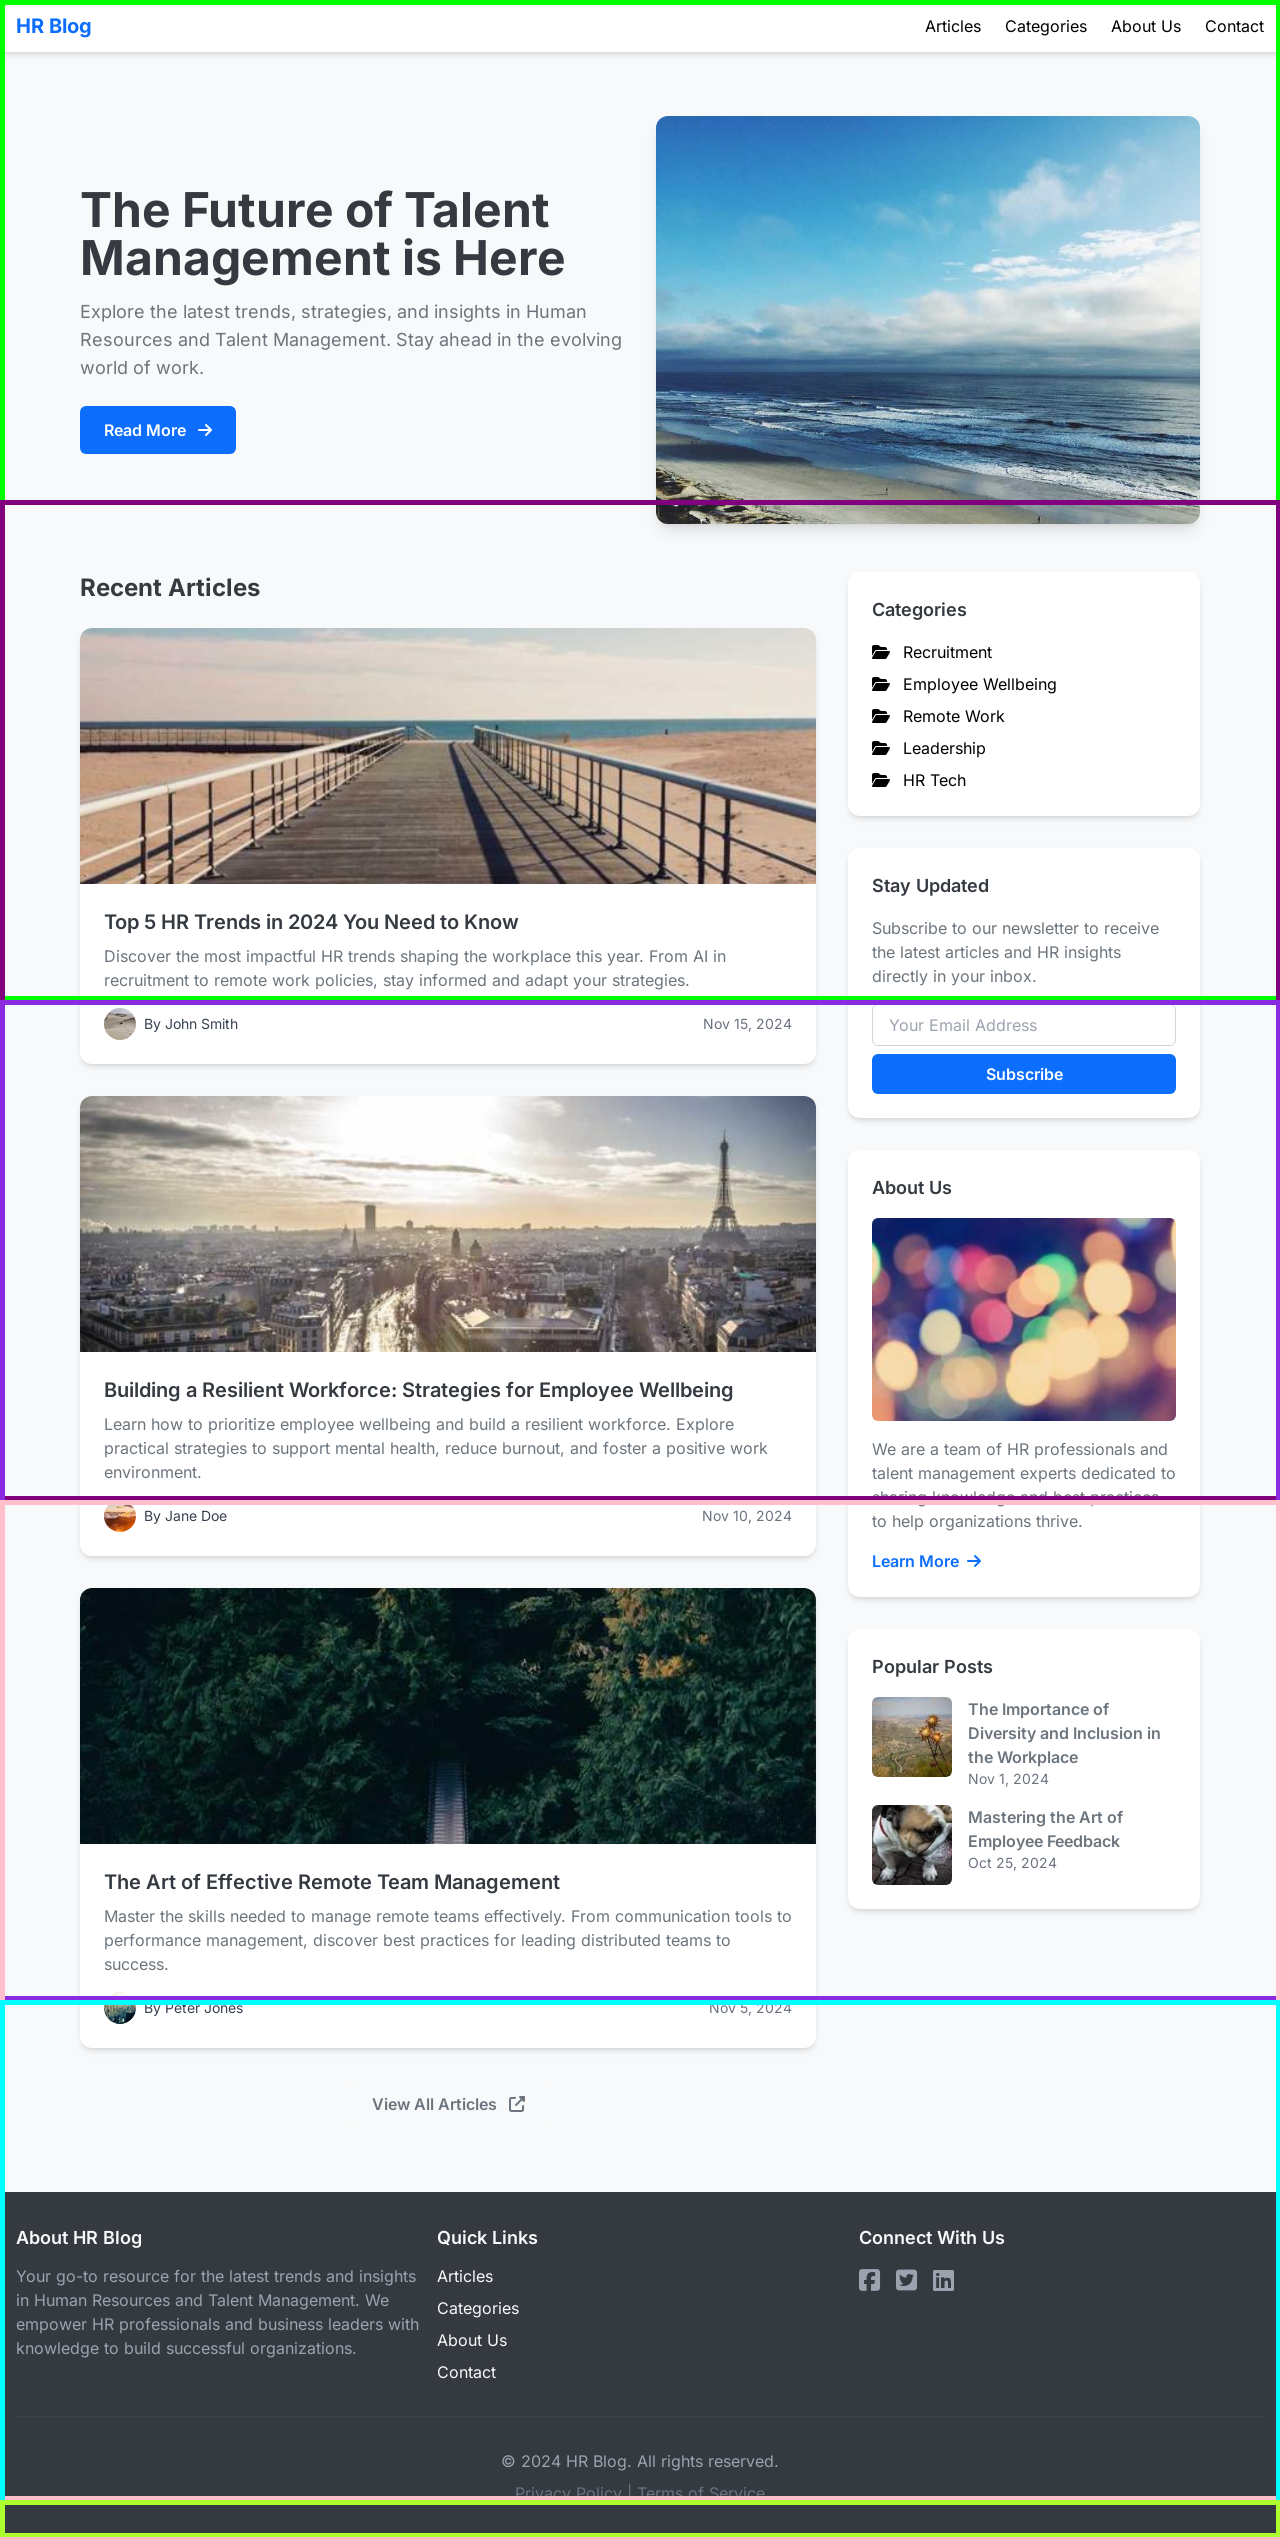 HR Blog
Articles
Categories
About Us
Contact
The Future of Talent
Management is Here
Explore the latest trends, strategies, and insights in Human
Resources and Talent Management. Stay ahead in the evolving
world of work.
Read More
Recent Articles
Top 5 HR Trends in 2024 You Need to Know
Discover the most impactful HR trends shaping the workplace this year. From AI in
recruitment to remote work policies, stay informed and adapt your strategies.
By John Smith
Nov 15, 2024
Building a Resilient Workforce: Strategies for Employee Wellbeing
Learn how to prioritize employee wellbeing and build a resilient workforce. Explore
practical strategies to support mental health, reduce burnout, and foster a positive work
environment.
By Jane Doe
Nov 10, 2024
The Art of Effective Remote Team Management
Master the skills needed to manage remote teams effectively. From communication tools to
performance management, discover best practices for leading distributed teams to
success.
By Peter Jones
Nov 5, 2024
View All Articles
Categories
Recruitment
Employee Wellbeing
Remote Work
Leadership
HR Tech
Stay Updated
Subscribe to our newsletter to receive
the latest articles and HR insights
directly in your inbox.
Your Email Address
Subscribe
About Us
We are a team of HR professionals and
talent management experts dedicated to
sharing knowledge and best practices
to help organizations thrive.
Learn More
Popular Posts
The Importance of
Diversity and Inclusion in
the Workplace
Nov 1, 2024
Mastering the Art of
Employee Feedback
Oct 25, 2024
About HR Blog
Your go-to resource for the latest trends and insights
in Human Resources and Talent Management. We
empower HR professionals and business leaders with
knowledge to build successful organizations.
Quick Links
Articles
Categories
About Us
Contact
Connect With Us
© 2024 HR Blog. All rights reserved.
Privacy Policy | Terms of Service